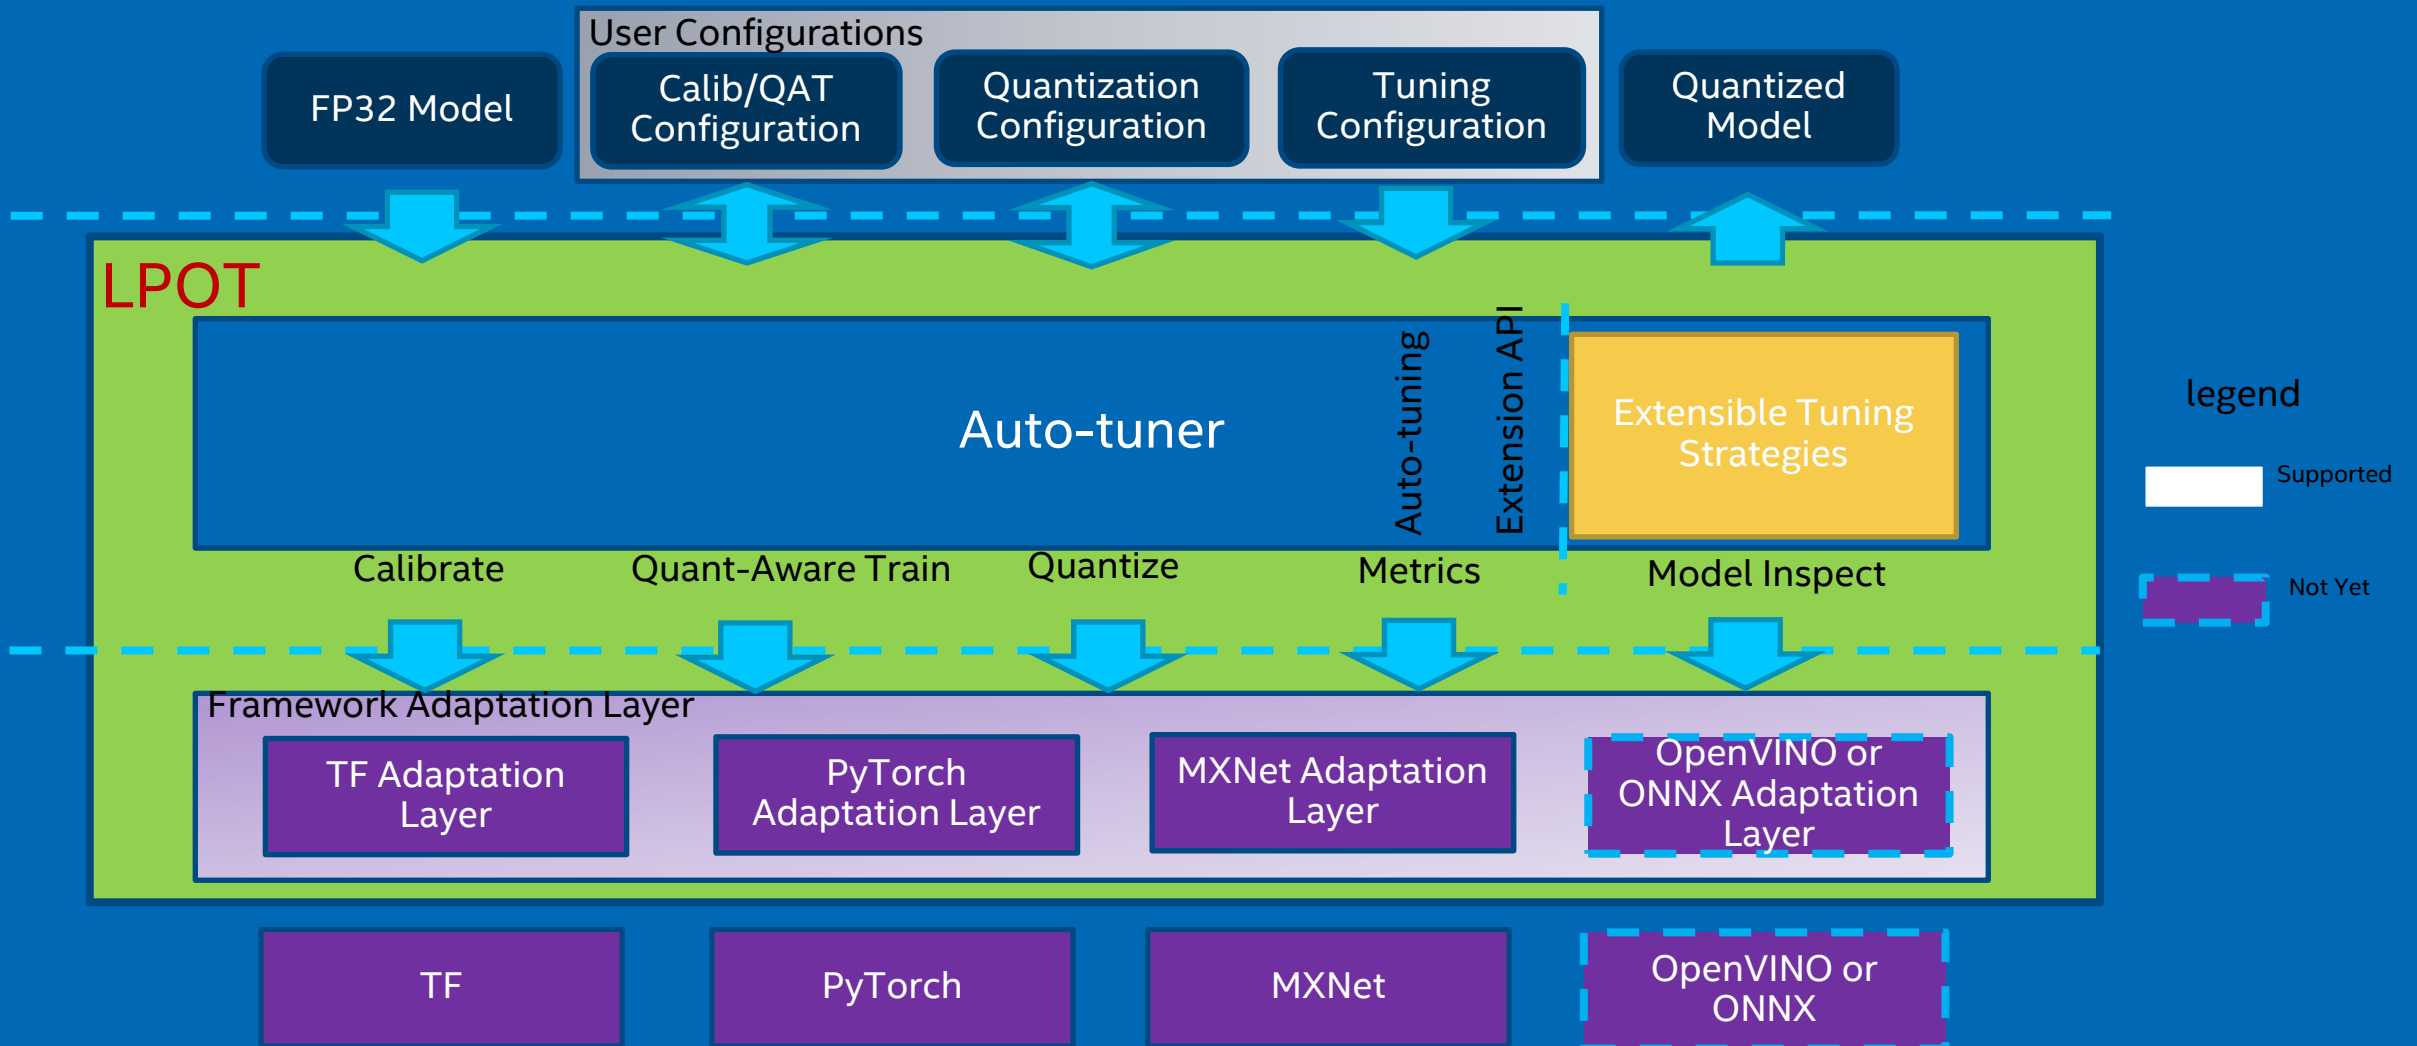 User Configurations
FP32 Model
Calib/QAT
Configuration
Quantization
Configuration
Tuning
Configuration
Quantized
Model
LPOT
Auto-tuner
Auto-tuning
Extension API
Extensible Tuning
Strategies
legend
Supported
Not Yet
Calibrate
Quant-Aware Train
Quantize
Metrics
Model Inspect
Framework Adaptation Layer
TF Adaptation
Layer
PyTorch
Adaptation Layer
MXNet Adaptation
Layer
OpenVINO or
ONNX Adaptation
Layer
TF
PyTorch
MXNet
OpenVINO or
ONNX